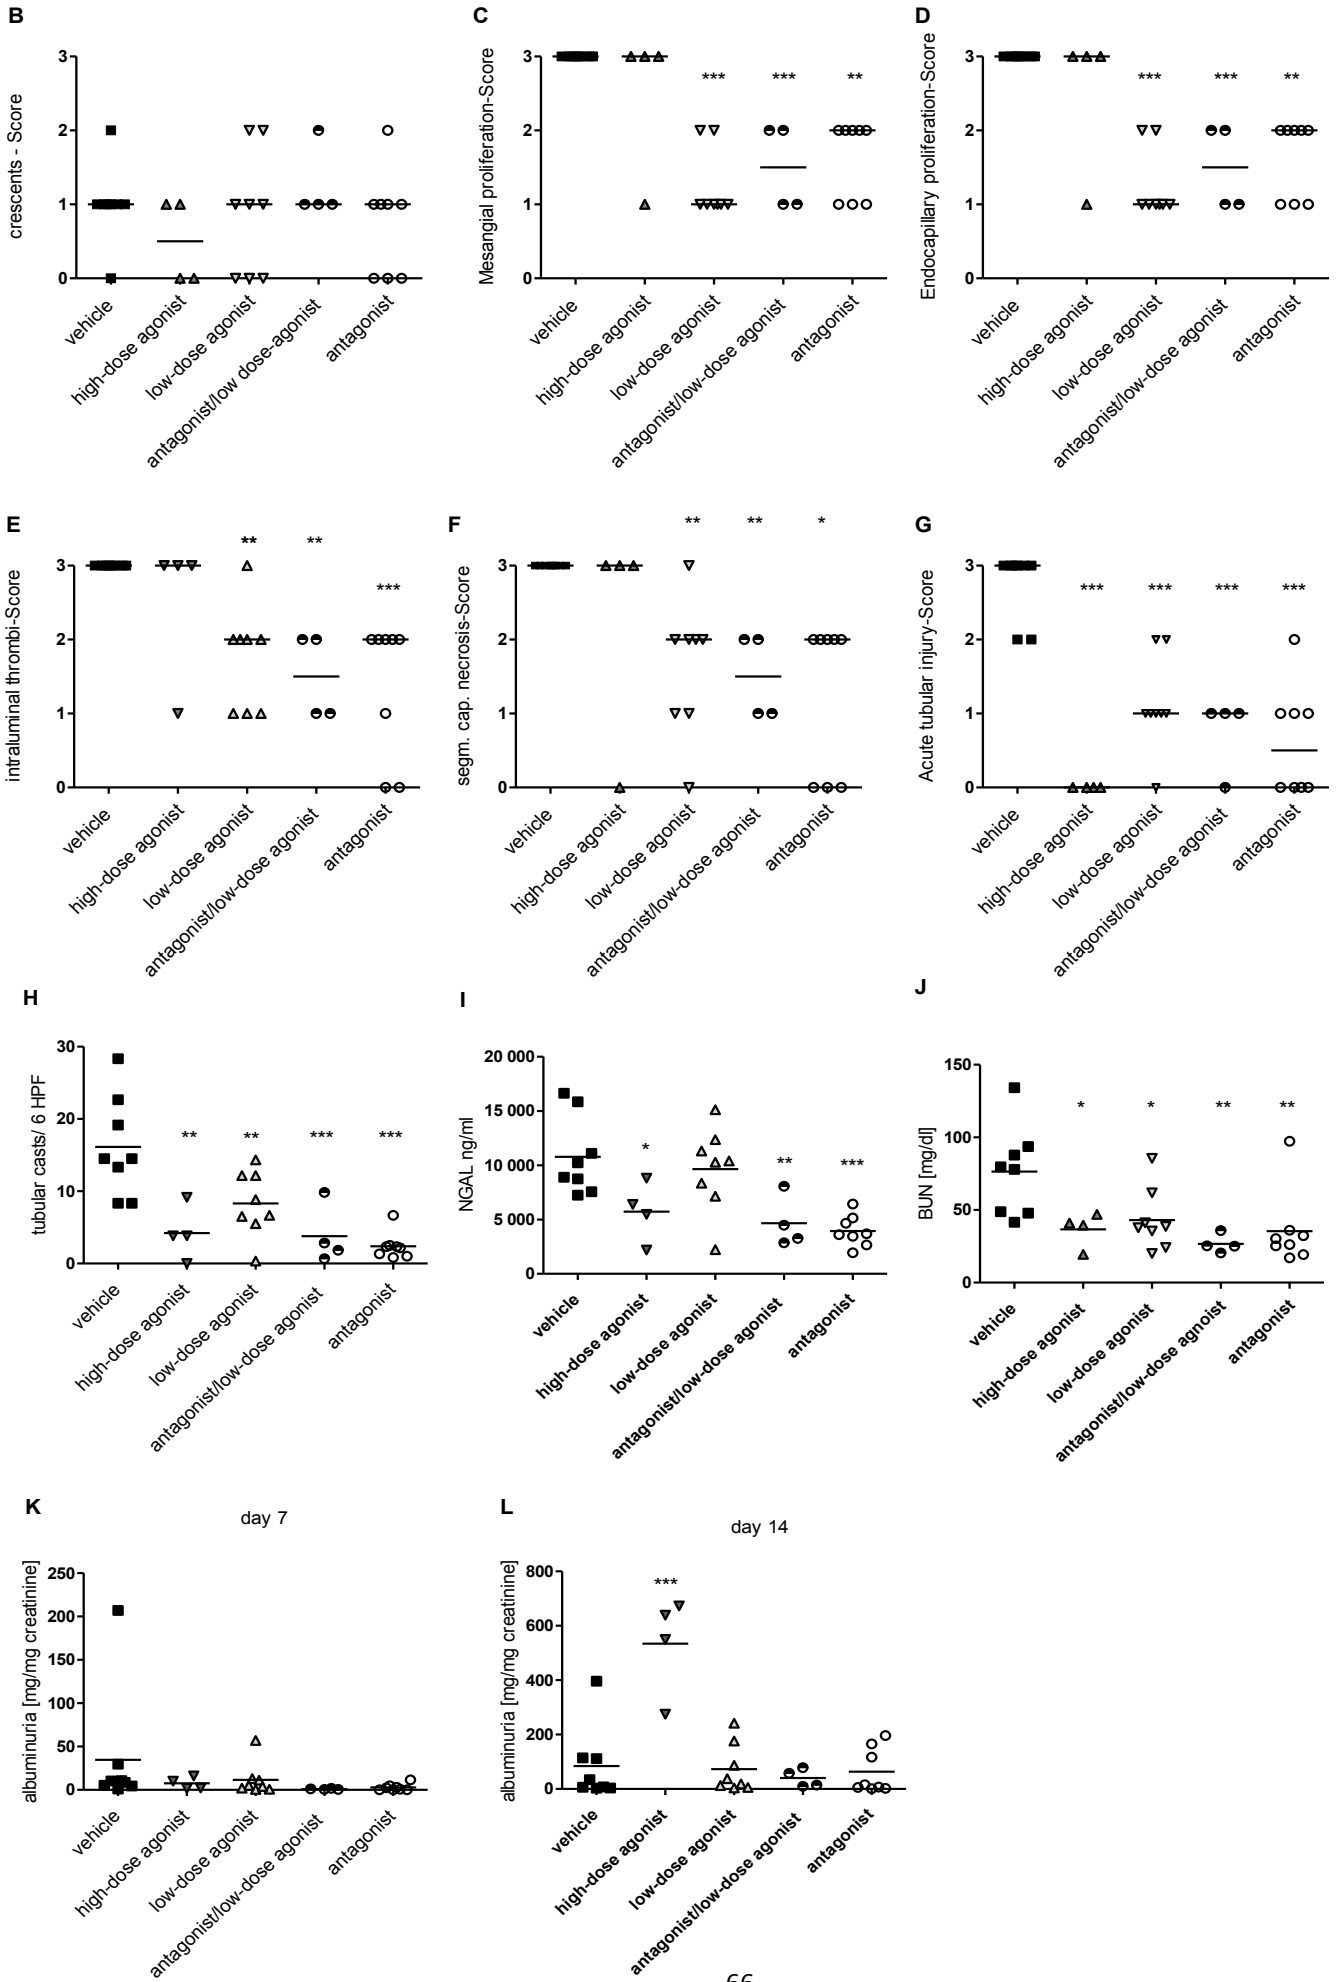 B
crescents - Score
3
2
1
0
vehicle
high-dose agonist
low-dose agonist
antagonist/low dose-agonist
antagonist
C
Mesangial proliferation-Score
3
2
1
0
***
***
**
vehicle
high-dose agonist
low-dose agonist
antagonist/low-dose agonist
antagonist
D
Endocapillary proliferation-Score
3
2
1
0
***
***
**
vehicle
high-dose agonist
low-dose agonist
antagonist/low-dose agonist
antagonist
E
intraluminal thrombi-Score
3
2
1
0
**
**
***
vehicle
high-dose agonist
low-dose agonist
antagonist/low-dose agonist
antagonist
F
segm. cap. necrosis-Score
3
2
1
0
**
**
*
vehicle
high-dose agonist
low-dose agonist
antagonist/low-dose agonist
antagonist
G
Acute tubular injury-Score
3
2
1
0
***
***
***
***
vehicle
high-dose agonist
low-dose agonist
antagonist/low-dose agonist
antagonist
H
tubular casts/ 6 HPF
30
20
10
0
**
**
***
***
vehicle
high-dose agonist
low-dose agonist
antagonist/low-dose agonist
antagonist
I
NGAL ng/ml
20 000
15 000
10 000
5 000
0
*
**
***
vehicle
high-dose agonist
low-dose agonist
antagonist/low-dose agonist
antagonist
J
BUN [mg/dl]
150
100
50
0
*
*
**
**
vehicle
high-dose agonist
low-dose agonist
antagonist/low-dose agnoist
antagonist
K
day 7
albuminuria [mg/mg creatinine]
250
200
150
100
50
0
vehicle
high-dose agonist
low-dose agonist
antagonist/low-dose agonist
antagonist
L
day 14
albuminuria [mg/mg creatinine]
800
600
400
200
0
***
vehicle
high-dose agonist
low-dose agonist
antagonist/low-dose agonist
antagonist
66